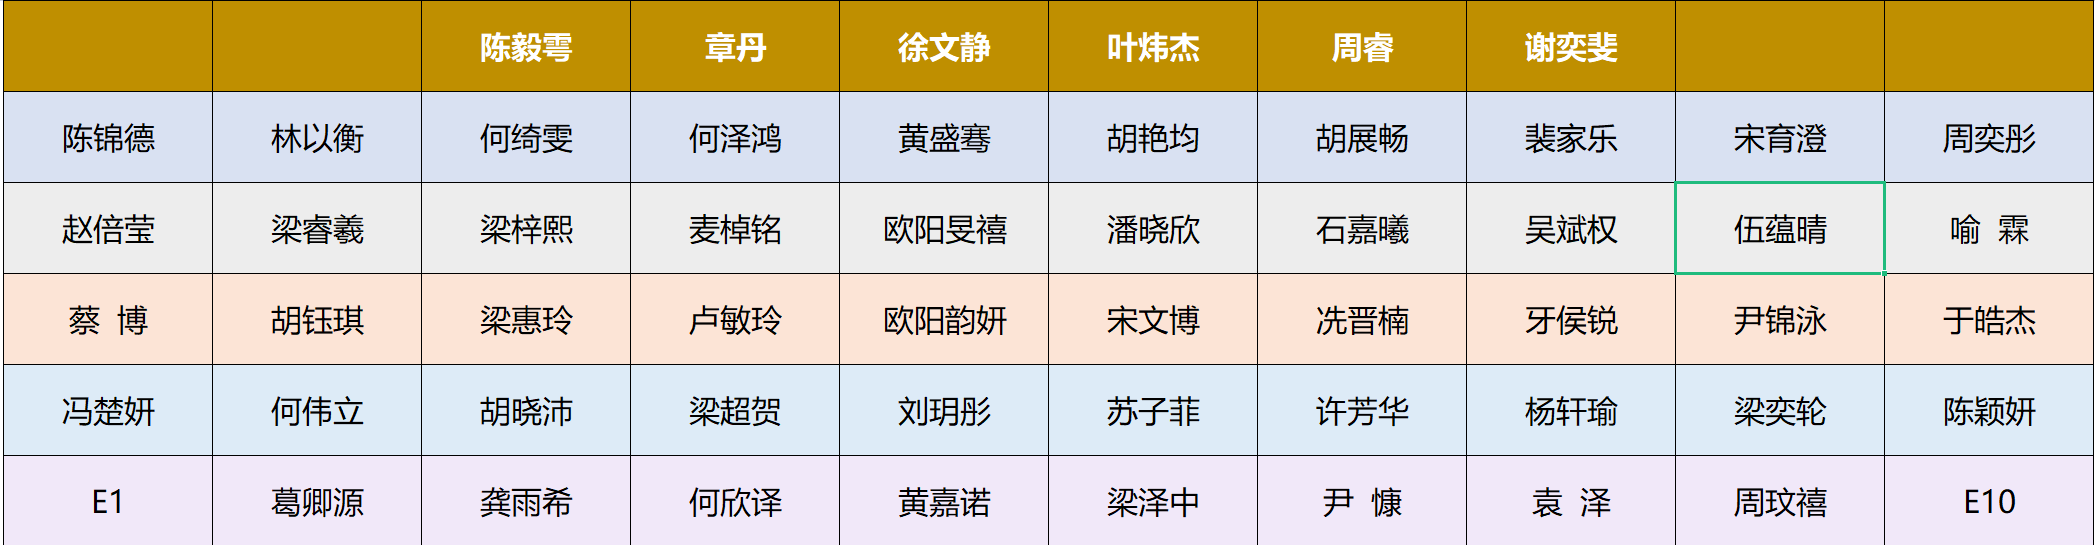 陈毅雩 章丹 徐文静 叶炜杰 周睿 谢奕斐
陈锦德 林以衡 何绮雯 何泽鸿 黄盛骞 胡艳均 胡展畅 裴家乐 宋育澄 周奕彤
赵倍莹 梁睿羲 梁梓熙 麦棹铭 欧阳旻禧 潘晓欣 石嘉曦 吴斌权 伍蕴晴 喻 霖
蔡 博 胡钰琪 梁惠玲 卢敏玲 欧阳韵妍 宋文博 冼晋楠 牙侯锐 尹锦泳 于皓杰
冯楚妍 何伟立 胡晓沛 梁超贺 刘玥彤 苏子菲 许芳华 杨轩瑜 梁奕轮 陈颖妍
E1 葛卿源 龚雨希 何欣译 黄嘉诺 梁泽中 尹 慷 袁 泽 周玟禧 E10